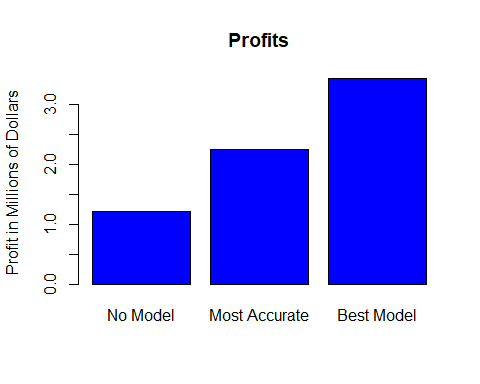 Profits
Profit in Millions of Dollars
3.0
2.0
1.0
0.0
No Model Most Accurate Best Model